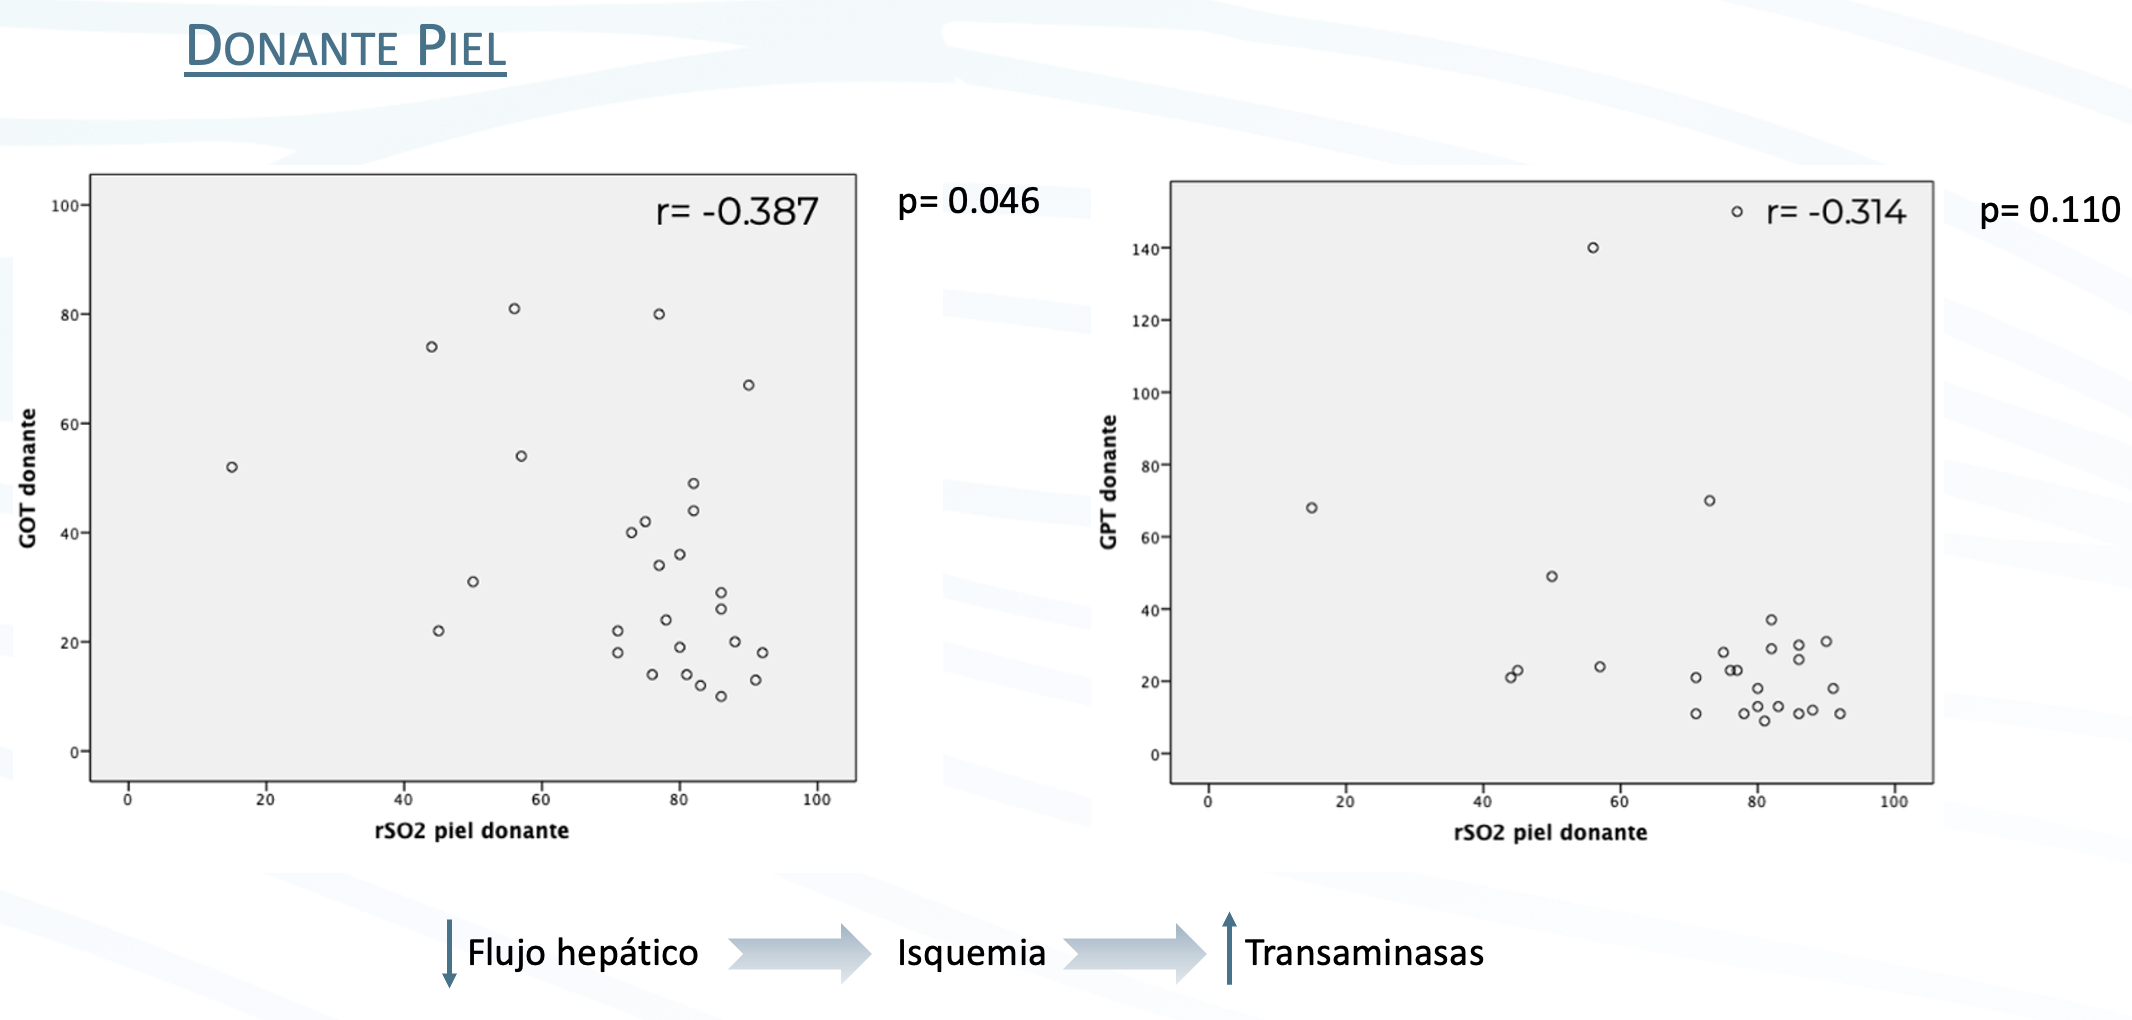 DONANTE PIEL
r= -0.387
p= 0.046
100
80
60
40
20
0
GOT donante
0 20 40 60 80 100
rSO2 piel donante
r= -0.314
p= 0.110
140
120
100
80
60
40
20
0
GPT donante
0 20 40 60 80 100
rSO2 piel donante
Flujo hepático Isquemia Transaminasas